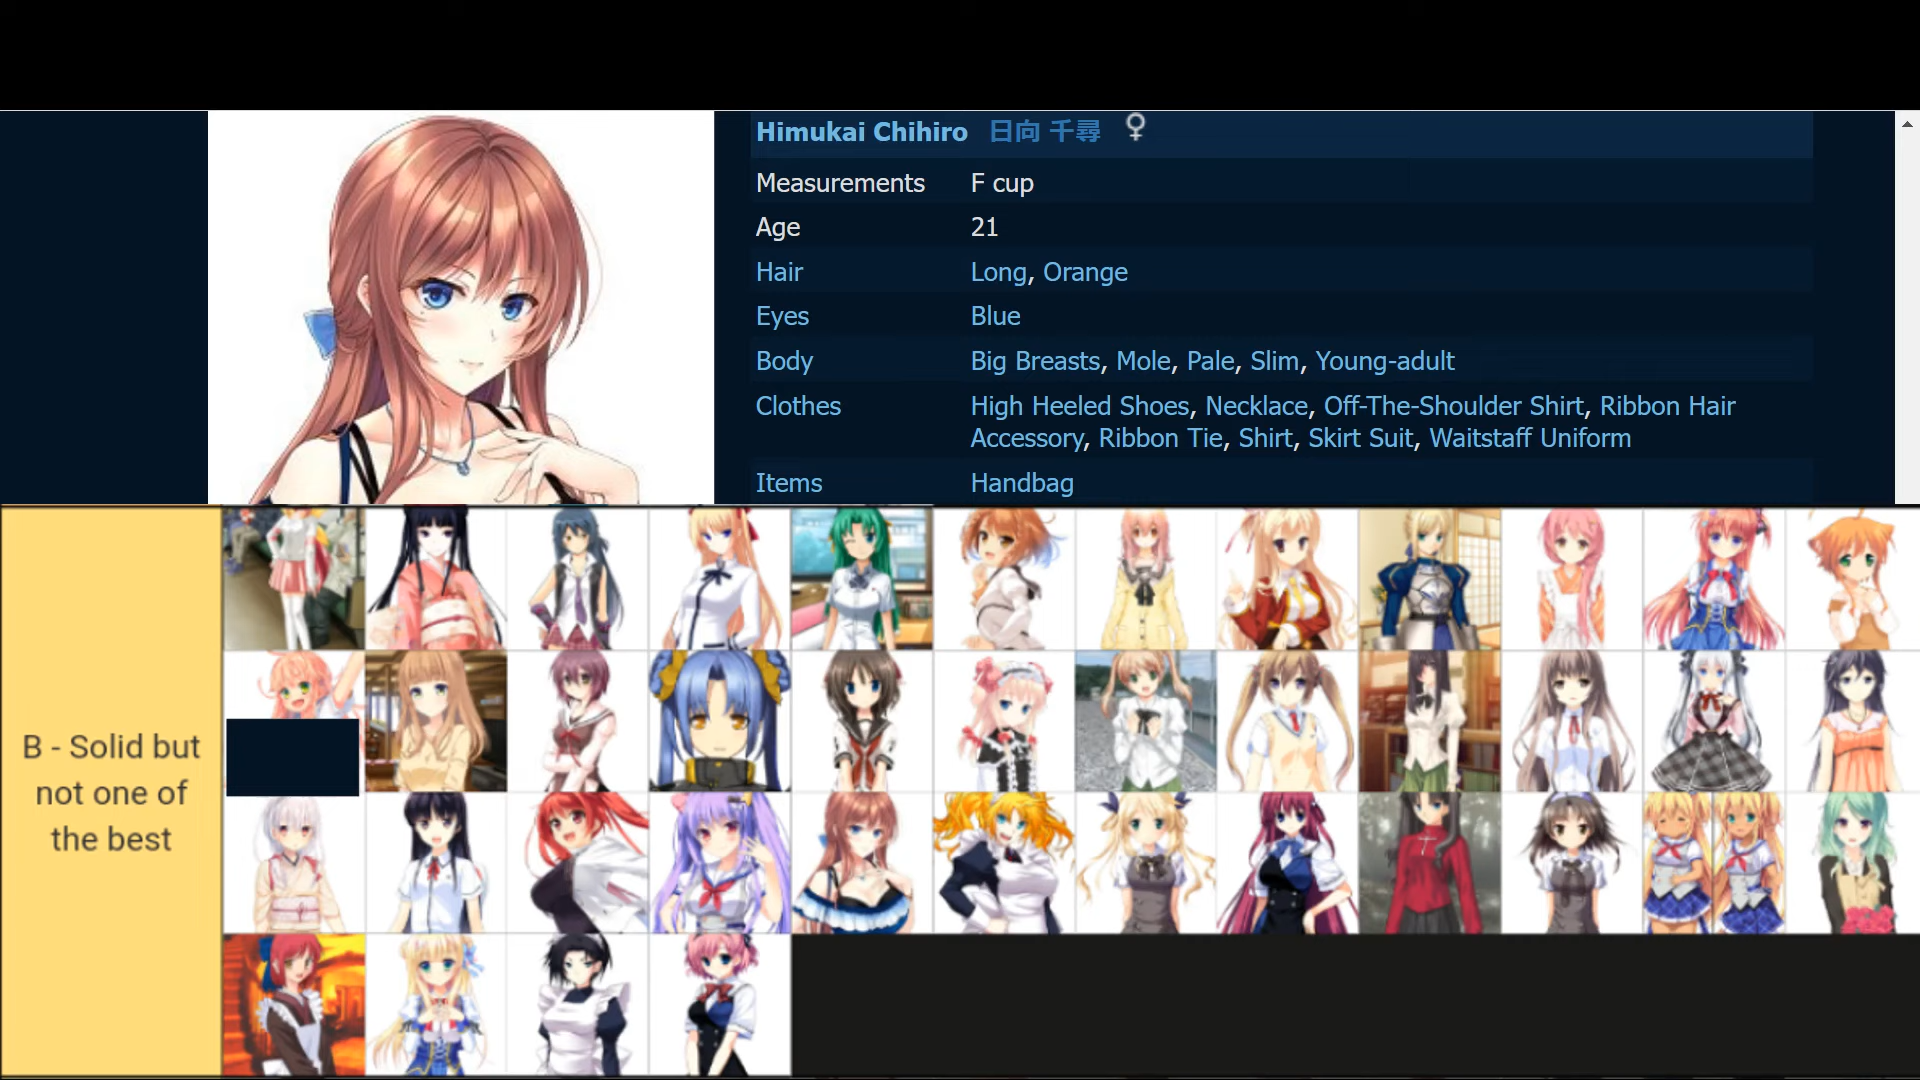 Himukai Chihiro 日向 千尋 ♀
Measurements F cup
Age 21
Hair Long, Orange
Eyes Blue
Body Big Breasts, Mole, Pale, Slim, Young-adult
Clothes High Heeled Shoes, Necklace, Off-The-Shoulder Shirt, Ribbon Hair
Accessory, Ribbon Tie, Shirt, Skirt Suit, Waitstaff Uniform
Items Handbag
B - Solid but
not one of
the best